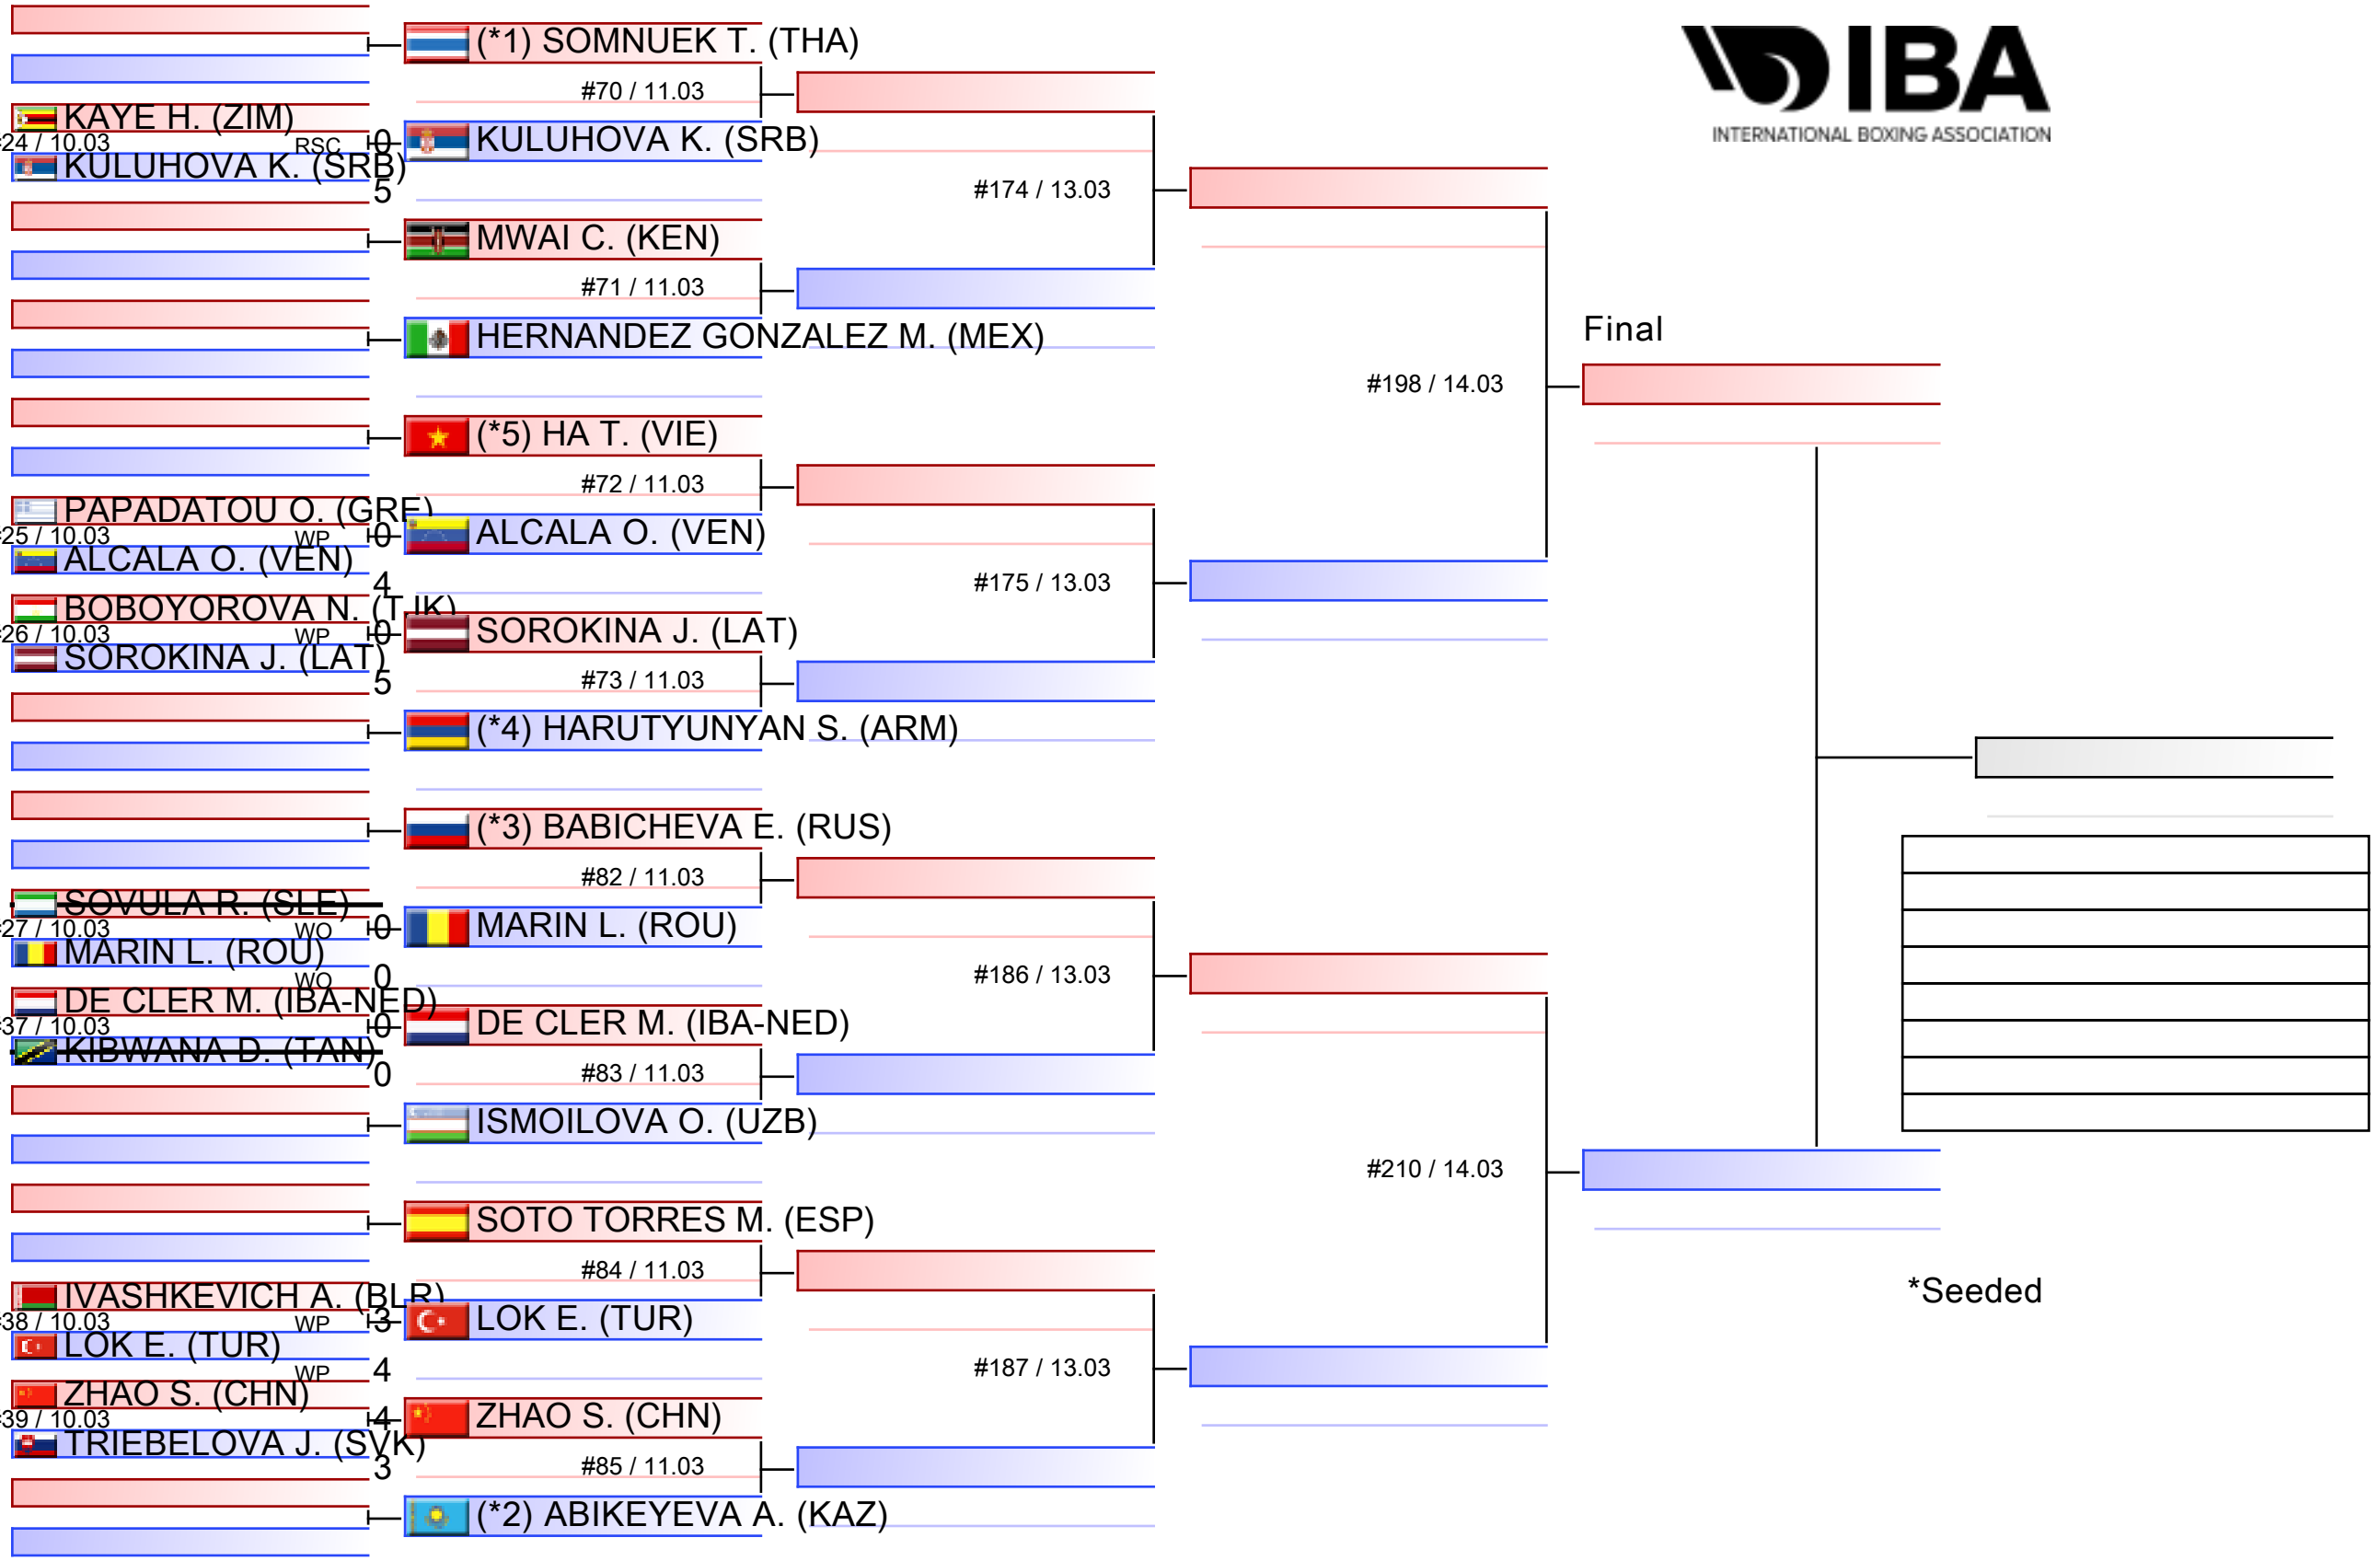 (*1) SOMNUEK T. (THA)
#70 / 11.03
KAYE H. (ZIM)
24 / 10.03 RSC 0
KULUHOVA K. (SRB)
5
KULUHOVA K. (SRB)
#174 / 13.03
MWAI C. (KEN)
#71 / 11.03
HERNANDEZ GONZALEZ M. (MEX)
#198 / 14.03
Final
(*5) HA T. (VIE)
#72 / 11.03
PAPADATOU O. (GRE)
25 / 10.03 WP 0
ALCALA O. (VEN)
4
ALCALA O. (VEN)
#175 / 13.03
BOBOYOROVA N. (TJK)
26 / 10.03 WP 0
SOROKINA J. (LAT)
5
SOROKINA J. (LAT)
#73 / 11.03
(*4) HARUTYUNYAN S. (ARM)
(*3) BABICHEVA E. (RUS)
#82 / 11.03
SOVULA R. (SLE)
27 / 10.03 WO 0
MARIN L. (ROU)
WO 0
MARIN L. (ROU)
#186 / 13.03
DE CLER M. (IBA-NED)
37 / 10.03 0
KIBWANA D. (TAN)
0
DE CLER M. (IBA-NED)
#83 / 11.03
ISMOILOVA O. (UZB)
#210 / 14.03
SOTO TORRES M. (ESP)
#84 / 11.03
IVASHKEVICH A. (BLR)
38 / 10.03 WP 3
LOK E. (TUR)
WP 4
LOK E. (TUR)
#187 / 13.03
ZHAO S. (CHN)
39 / 10.03 4
TRIEBELOVA J. (SVK)
3
ZHAO S. (CHN)
#85 / 11.03
(*2) ABIKEYEVA A. (KAZ)
IBA
INTERNATIONAL BOXING ASSOCIATION
*Seeded